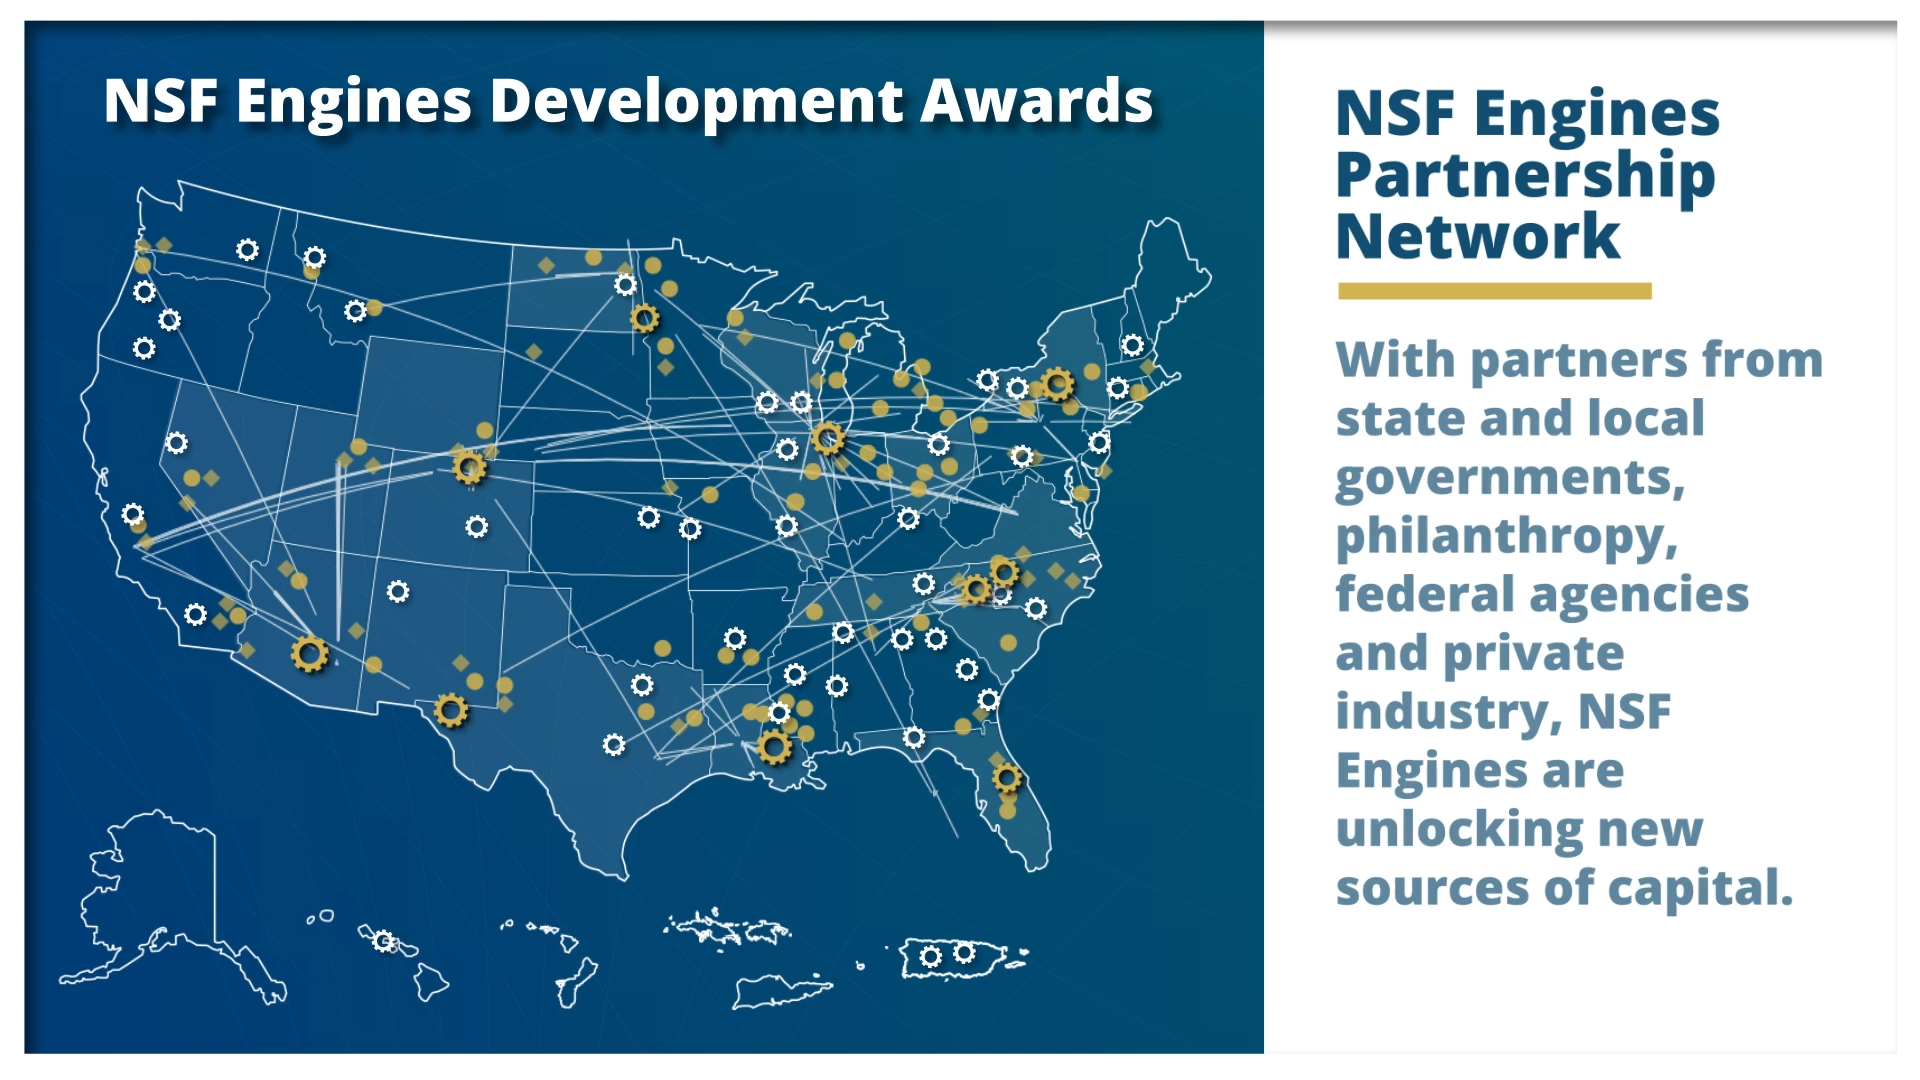 NSF Engines Development Awards
NSF Engines
Partnership
Network
With partners from
state and local
governments,
philanthropy,
federal agencies
and private
industry, NSF
Engines are
unlocking new
sources of capital.